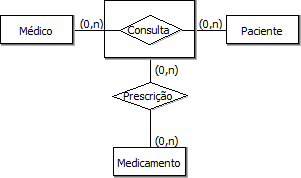 (0,n) (0,n)
Médico Consulta Paciente
(0,n)
Prescrição
(0,n)
Medicamento